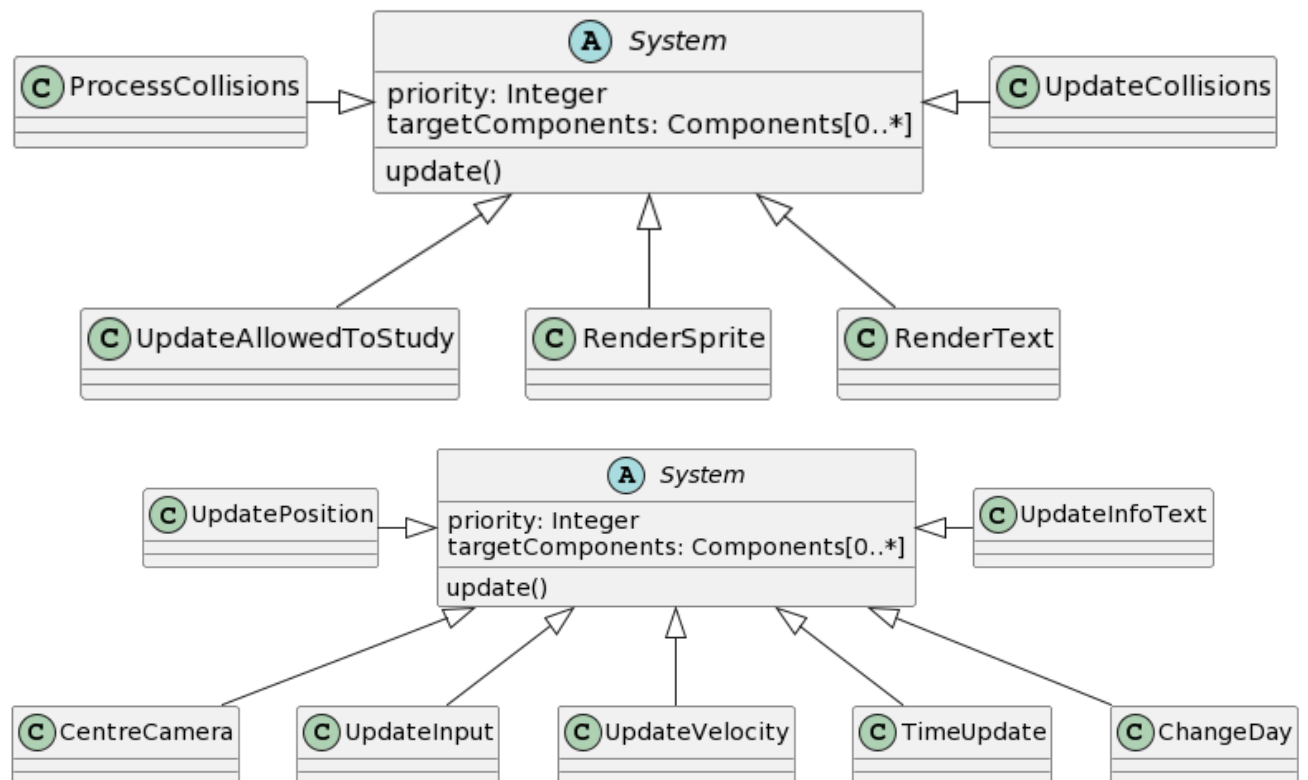 A System
C ProcessCollisions
priority: Integer
targetComponents: Components[0..*]
update()
C UpdateCollisions
C UpdateAllowedToStudy
C RenderSprite
C RenderText
A System
C UpdatePosition
priority: Integer
targetComponents: Components[0..*]
update()
C UpdateInfoText
C CentreCamera
C UpdateInput
C UpdateVelocity
C TimeUpdate
C ChangeDay